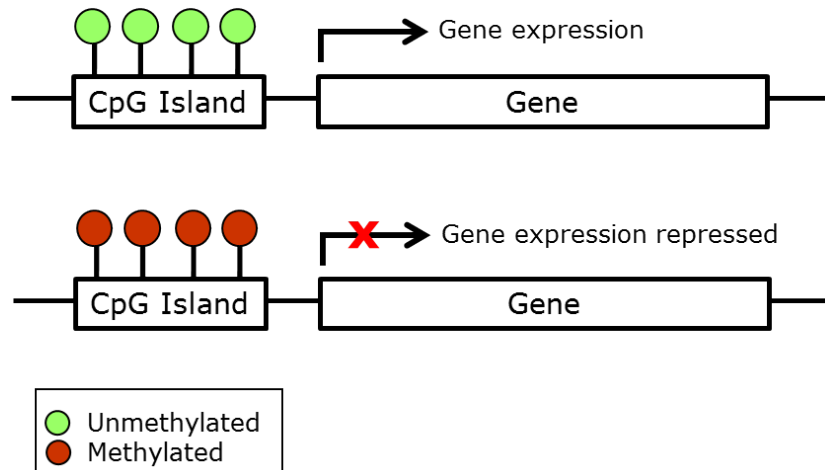 Gene expression
CpG Island
Gene
Gene expression repressed
CpG Island
Gene
Unmethylated
Methylated